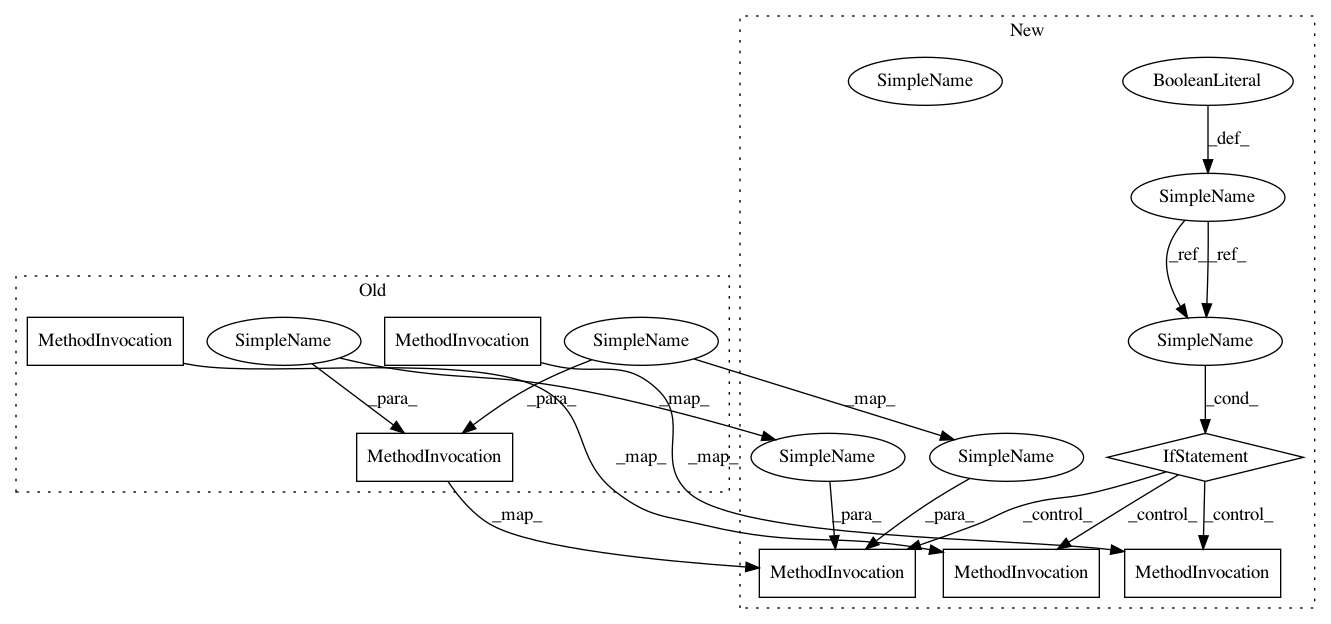 New
SimpleName
BooleanLiteral
_def_
SimpleName
_ref_
_ref_
Old
MethodInvocation
SimpleName
MethodInvocation
SimpleName
SimpleName
_para_
_para_
_map_
_map_
_cond_
MethodInvocation
SimpleName
SimpleName
IfStatement
_map_
_map_
_map_
_para_
_para_
_control_
_control_
_control_
MethodInvocation
MethodInvocation
MethodInvocation